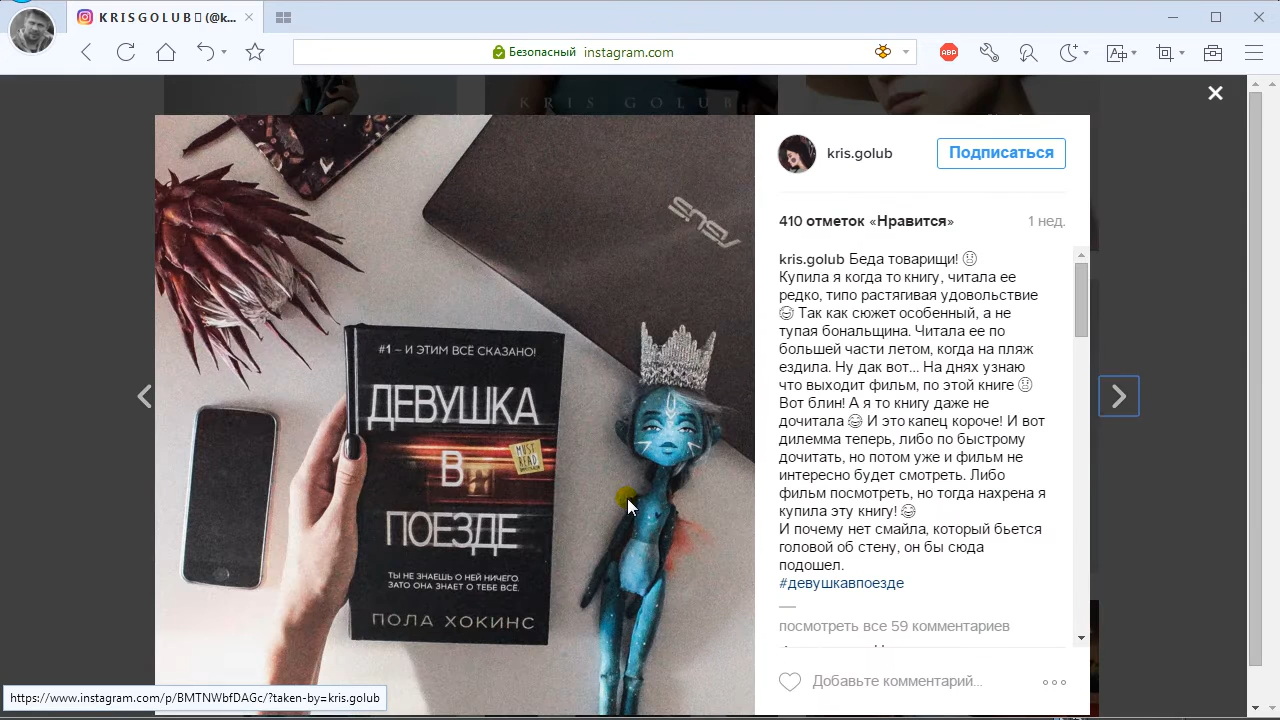 K R I S G O L U B (@k...
Безопасный instagram.com
ABP
KRIS GOLUB
kris.golub
Подписаться
410 отметок «Нравится»
1 нед.
ASUS
#1 – И ЭТИМ ВСЁ СКАЗАНО!
ДЕВУШКА
В
ПОЕЗДЕ
MUST
READ
ТЫ НЕ ЗНАЕШЬ О НЕЙ НИЧЕГО.
ЗАТО ОНА ЗНАЕТ О ТЕБЕ ВСЁ.
ПОЛА ХОКИНС
kris.golub Беда товарищи!
Купила я когда то книгу, читала ее
редко, типо растягивая удовольствие
Так как сюжет особенный, а не
тупая бональщина. Читала ее по
большей части летом, когда на пляж
ездила. Ну дак вот... На днях узнаю
что выходит фильм, по этой книге
Вот блин! А я то книгу даже не
дочитала И это капец короче! И вот
дилемма теперь, либо по быстрому
дочитать, но потом уже и фильм не
интересно будет смотреть. Либо
фильм посмотреть, но тогда нахрена я
купила эту книгу!
И почему нет смайла, который бьется
головой об стену, он бы сюда
подошел.
#девушкавпоезде
посмотреть все 59 комментариев
Добавьте комментарий...
https://www.instagram.com/p/BMTNWbfDAGc/?taken-by=kris.golub